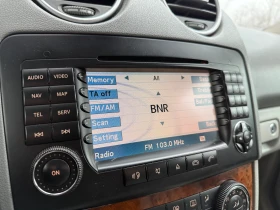 AUDIO VIDEO
NAV MAP
TEL SERV
Memory
TA off
FM/AM
Scan
Setting
Radio
All
BNR
FM 103.0 MHz